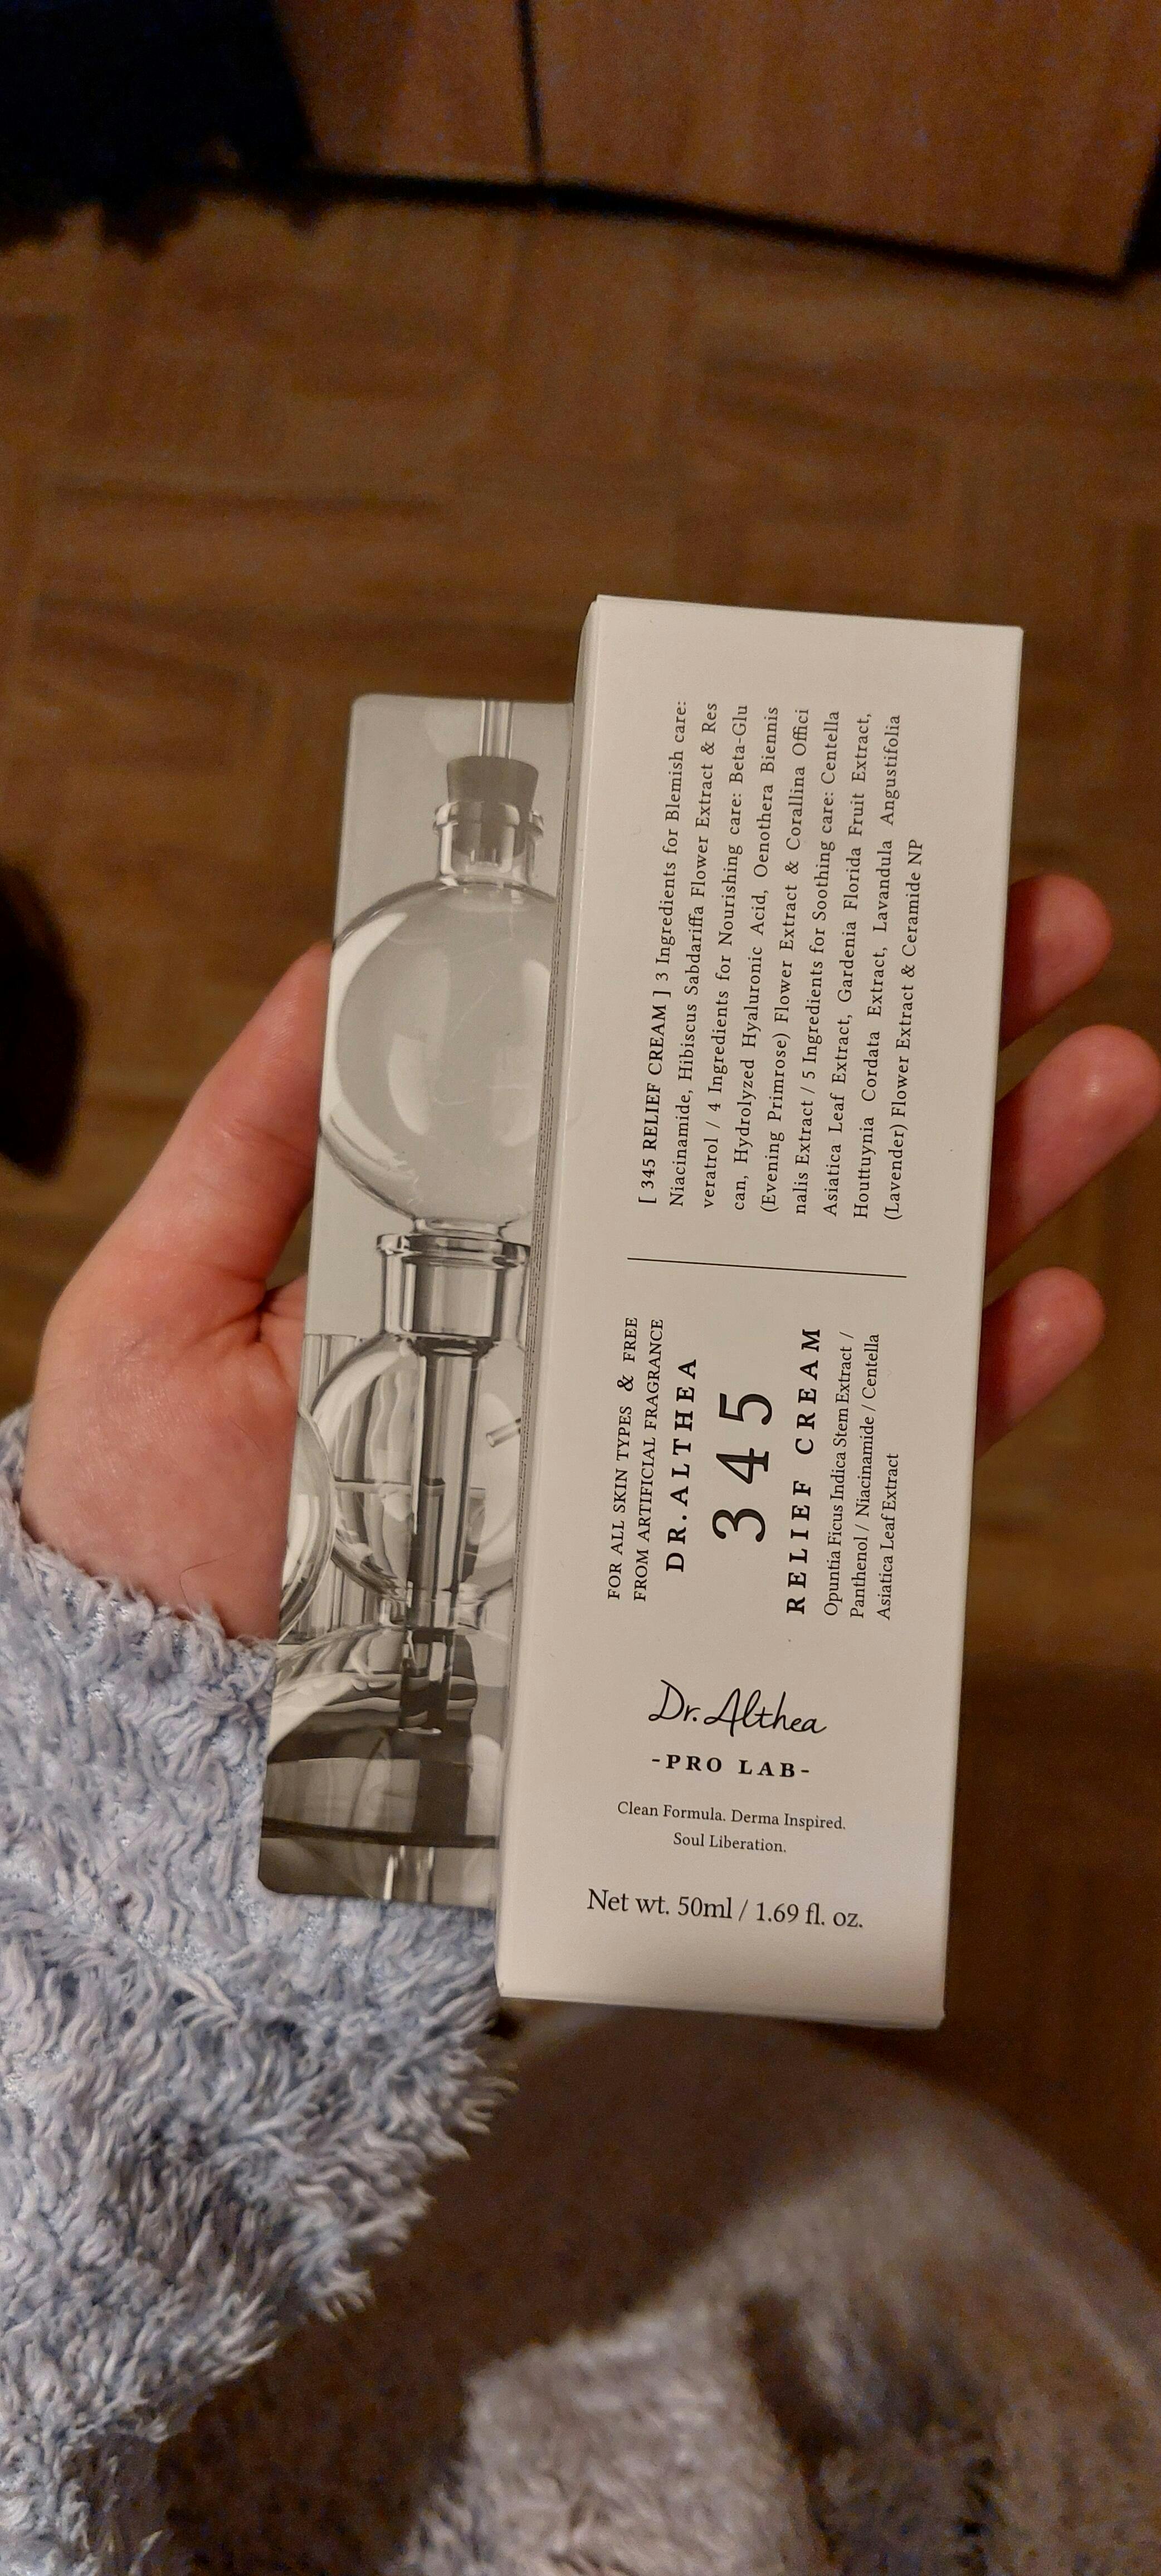 [ 345 RELIEF CREAM ] 3 Ingredients for Blemish care:
Niacinamide, Hibiscus Sabdariffa Flower Extract & Res
veratrol / 4 Ingredients for Nourishing care: Beta-Glu
can, Hydrolyzed Hyaluronic Acid, Oenothera Biennis
(Evening Primrose) Flower Extract & Corallina Offici
nalis Extract / 5 Ingredients for Soothing care: Centella
Asiatica Leaf Extract, Gardenia Florida Fruit Extract,
Houttuynia Cordata Extract, Lavandula Angustifolia
(Lavender) Flower Extract & Ceramide NP
FOR ALL SKIN TYPES & FREE
FROM ARTIFICIAL FRAGRANCE
DR.ALTHEA
345
RELIEF CREAM
Opuntia Ficus Indica Stem Extract /
Panthenol / Niacinamide / Centella
Asiatica Leaf Extract
Dr.Althea
-PRO LAB-
Clean Formula. Derma Inspired.
Soul Liberation.
Net wt. 50ml / 1.69 fl. oz.